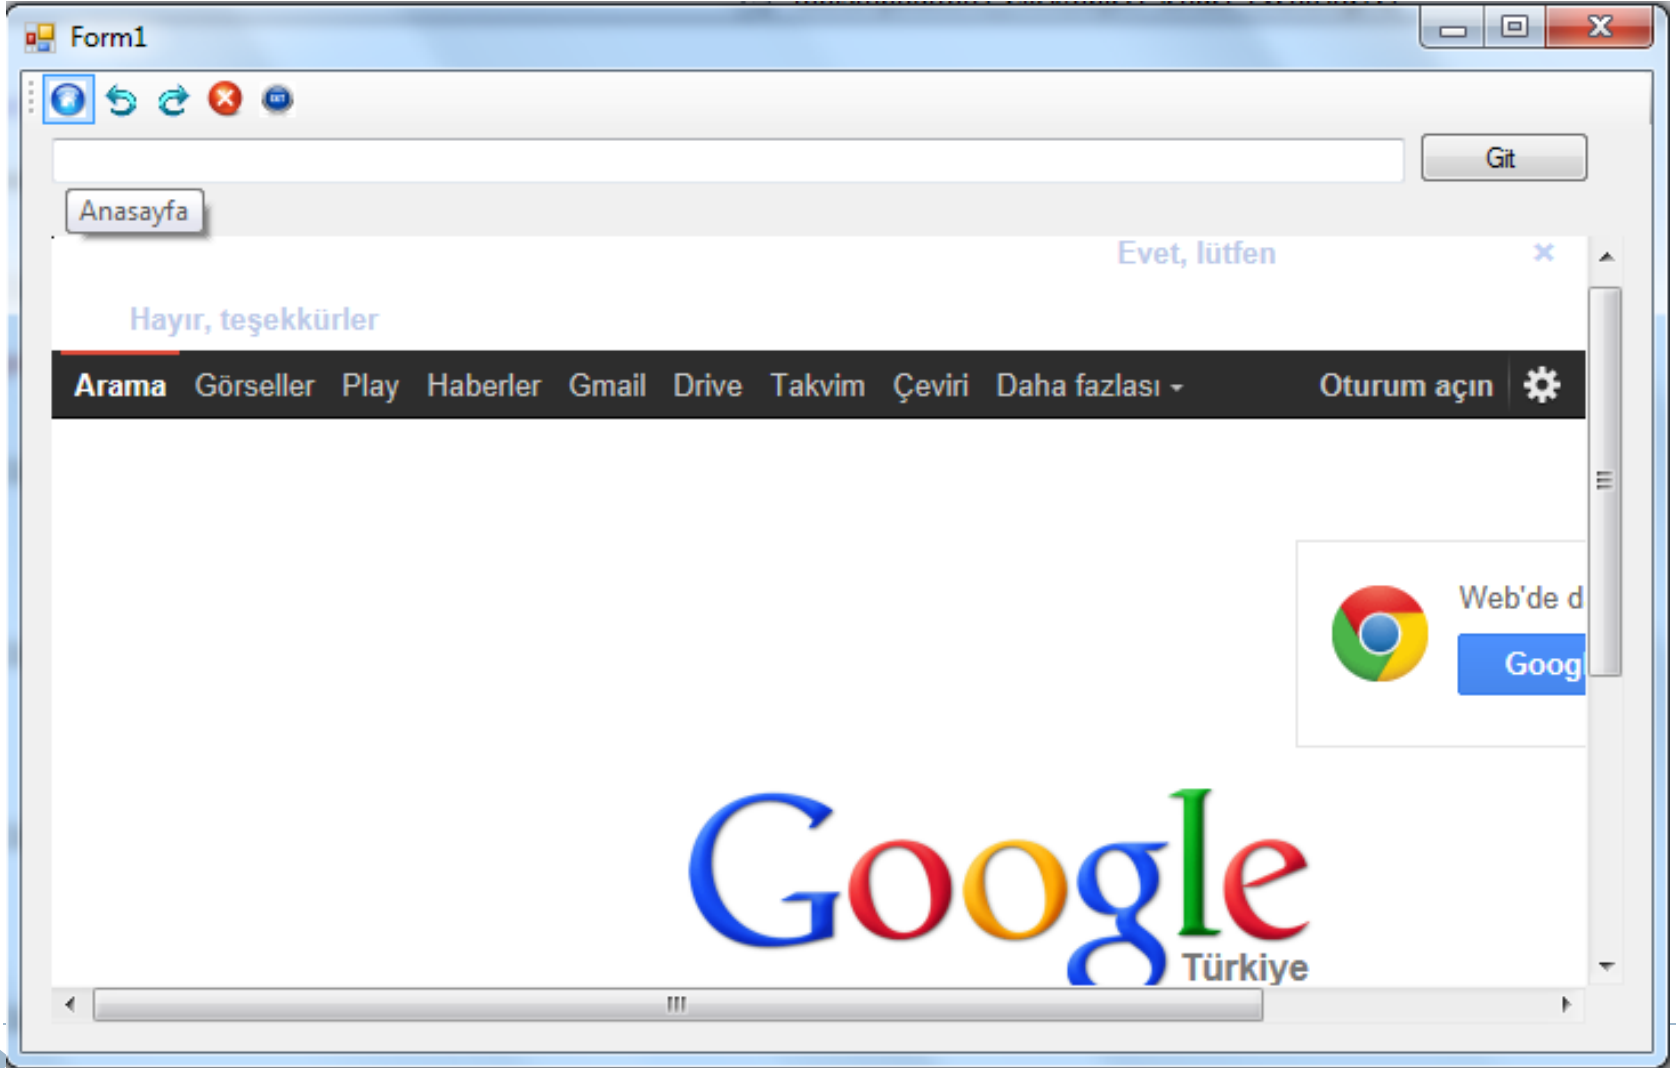 Form1
Git
Anasayfa
Evet, lütfen
Hayır, teşekkürler
Arama Görseller Play Haberler Gmail Drive Takvim Çeviri Daha fazlası Oturum açın
Web'de d
Googl
Google
Türkiye